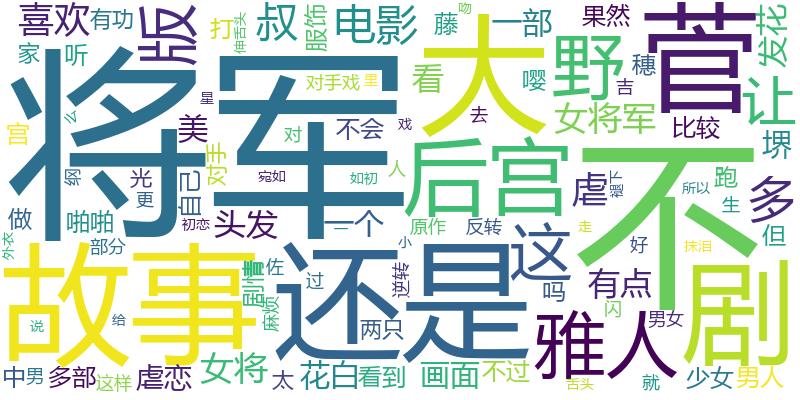 喜欢
有功
版
打
伸舌头
叔
服饰
电影
藤
一部
吻
果然
菅
发花
家
听
将军
大
野
看
嘤
穗
吉
让
对手戏
里
女将军
比较
堺
宫
么
星
美
对手
对
不会
戏
去
不
纲
光
更
自己
宛如
如初
人
后宫
虐
褪下
所以
跑
生
多
做
啪啪
头发
初恋
一个
一
原作
反转
走
但
外衣
部分
故事
剧情
佐
过
还是
逆转
小
这
吗
有点
好
抹泪
剧
麻烦
两只
闪
男女
雅人
说
给
中男
多部
这样
虐恋
女将
太
花白
看到
画面
不过
舌头
就
少女
男人